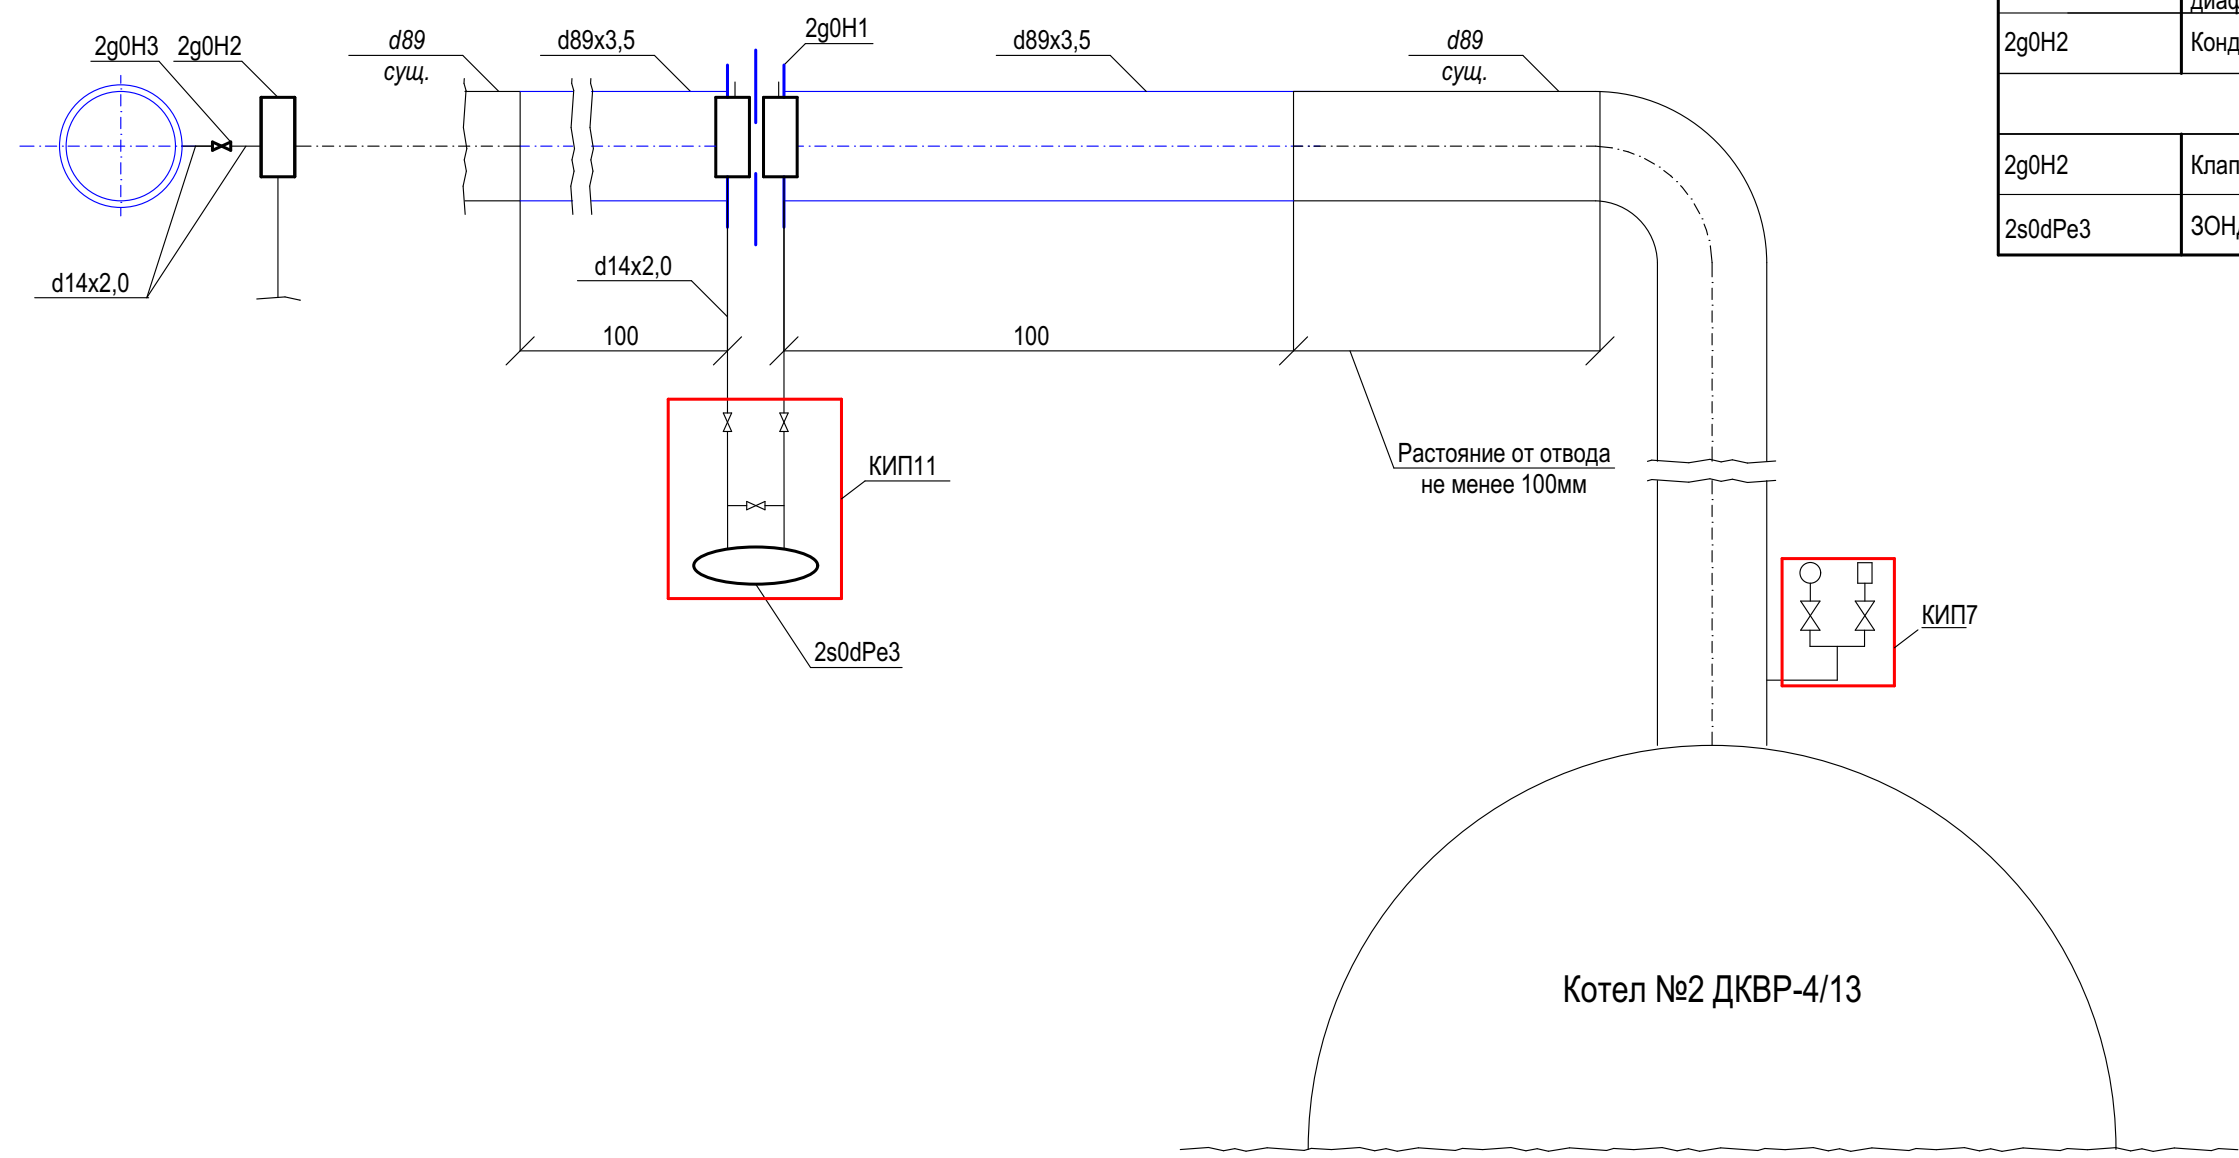 2g0H3
2g0H2
d89
сущ.
d89x3,5
2g0H1
d89x3,5
d89
сущ.
d14x2,0
d14x2,0
100
100
КИП11
Растояние от отвода
не менее 100мм
2s0dPe3
КИП7
Котел №2 ДКВР-4/13
диаф
2g0H2 Конд
2g0H2 Клап
2s0dPe3 ЗОН